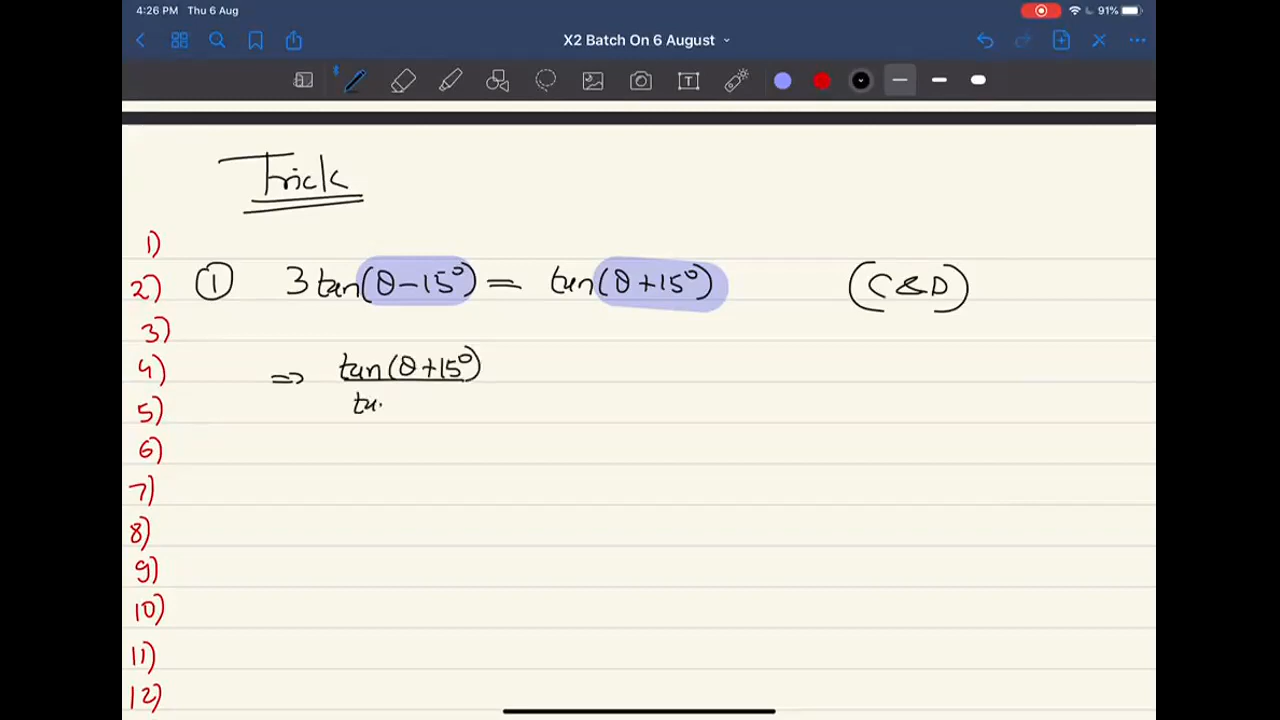 4:26 PM Thu 6 Aug
91%
X2 Batch On 6 August
T
Trick
1)
2) ① 3 tan(θ−15°) = tan(θ+15°) (C & D)
3)
4) ⇒ tan(θ+15°)
5) ta
6)
7)
8)
9)
10)
11)
12)